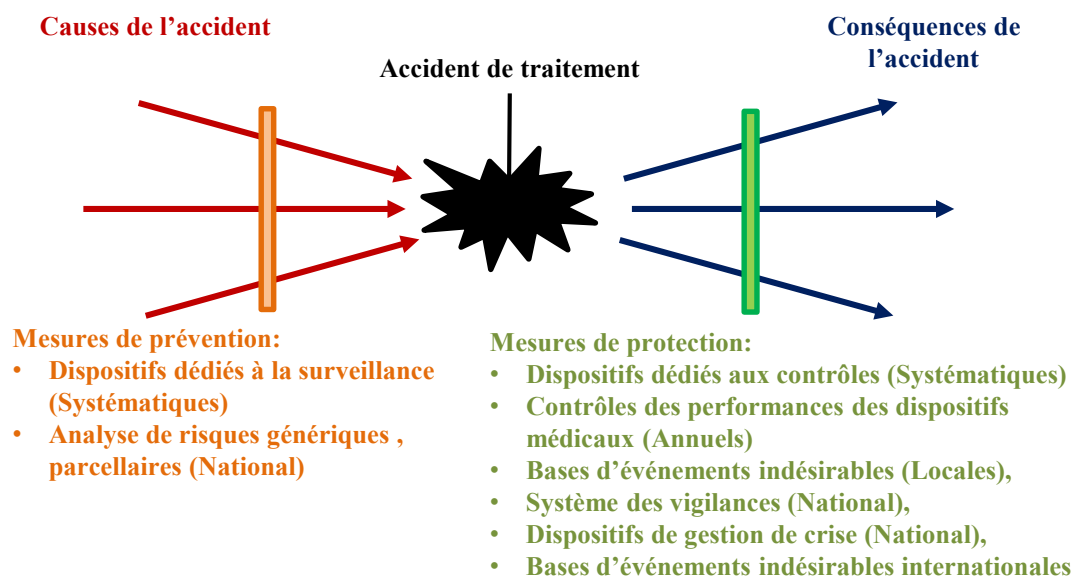 Causes de l'accident
Conséquences de
l'accident
Accident de traitement
Mesures de prévention:
• Dispositifs dédiés à la surveillance
(Systématiques)
• Analyse de risques génériques ,
parcellaires (National)
Mesures de protection:
• Dispositifs dédiés aux contrôles (Systématiques)
• Contrôles des performances des dispositifs
médicaux (Annuels)
• Bases d'événements indésirables (Locales),
• Système des vigilances (National),
• Dispositifs de gestion de crise (National),
• Bases d'événements indésirables internationales